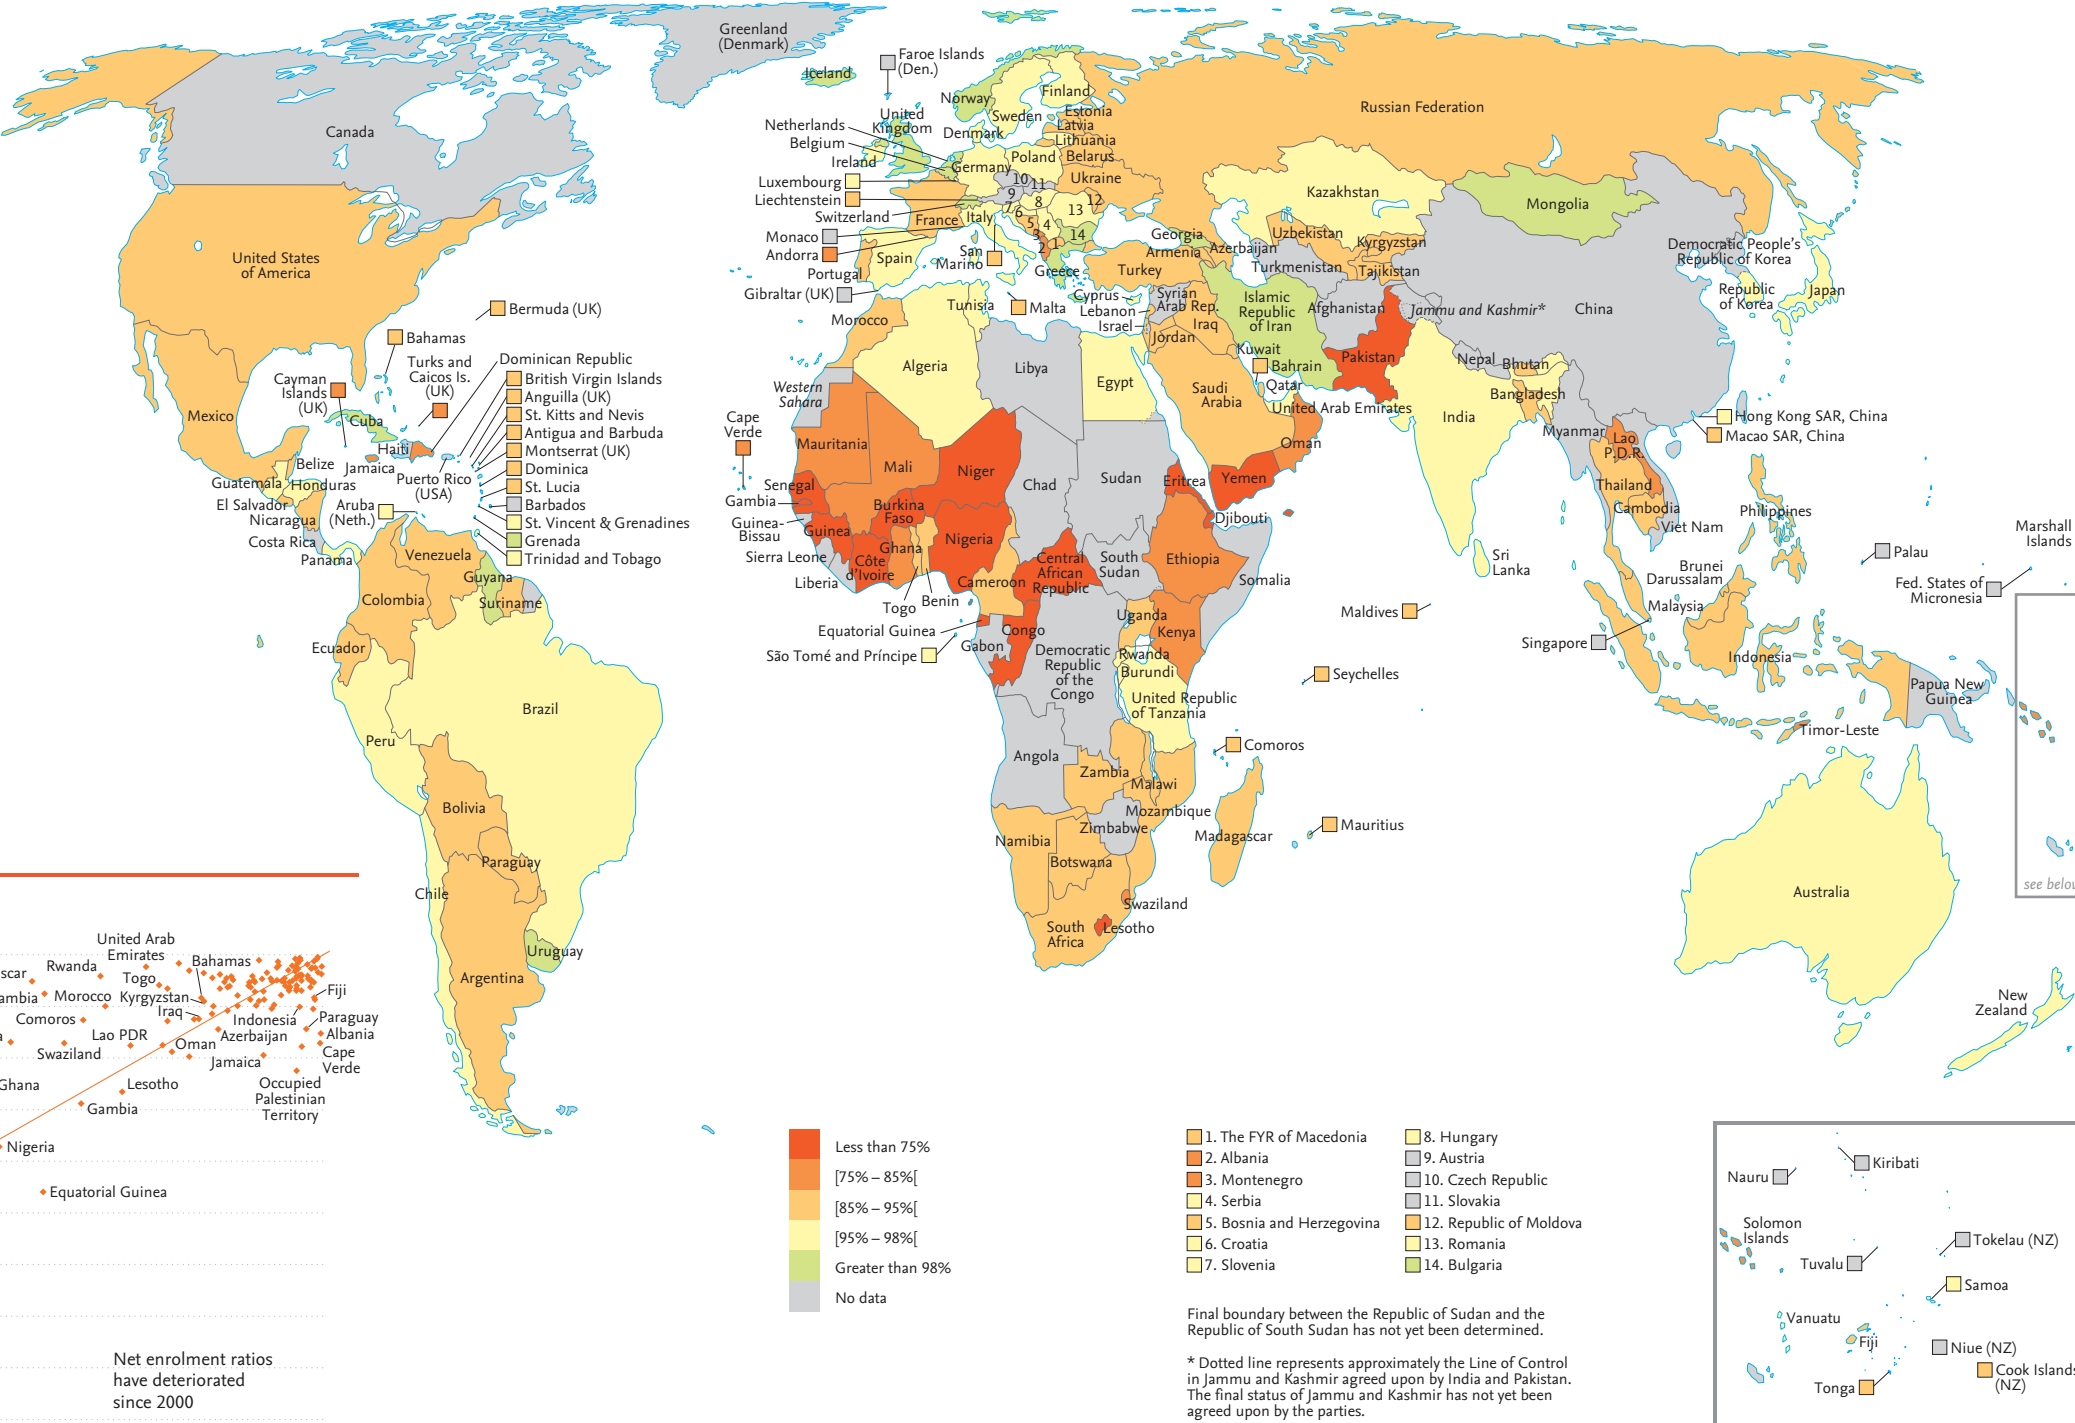 Greenland
(Denmark)
Faroe Islands
(Den.)
Iceland
Norway
Finland
Sweden
Estonia
Latvia
Lithuania
Denmark
United
Kingdom
Netherlands
Belgium
Ireland
Germany
Poland
Belarus
Ukraine
Luxembourg
Liechtenstein
Switzerland
France
Italy
Monaco
Andorra
Portugal
Spain
San
Marino
Gibraltar (UK)
10
11
9
8
7
6
5
4
3
2
1
12
13
14
Greece
Russian Federation
Kazakhstan
Mongolia
Georgia
Armenia
Azerbaijan
Uzbekistan
Kyrgyzstan
Turkmenistan
Tajikistan
Turkey
Cyprus
Lebanon
Israel
Syrian
Arab Rep.
Iraq
Jordan
Islamic
Republic
of Iran
Afghanistan
Jammu and Kashmir*
China
Democratic People's
Republic of Korea
Republic
of Korea
Japan
Canada
United States
of America
Bermuda (UK)
Bahamas
Turks and
Caicos Is.
(UK)
Cayman
Islands
(UK)
Dominican Republic
British Virgin Islands
Anguilla (UK)
St. Kitts and Nevis
Antigua and Barbuda
Montserrat (UK)
Dominica
St. Lucia
Barbados
St. Vincent & Grenadines
Grenada
Trinidad and Tobago
Mexico
Cuba
Haiti
Jamaica
Puerto Rico
(USA)
Belize
Guatemala
Honduras
El Salvador
Nicaragua
Costa Rica
Panama
Aruba
(Neth.)
Venezuela
Guyana
Suriname
Colombia
Ecuador
Brazil
Peru
Bolivia
Paraguay
Chile
Uruguay
Argentina
Morocco
Tunisia
Malta
Algeria
Libya
Egypt
Western
Sahara
Cape
Verde
Mauritania
Mali
Niger
Chad
Sudan
Eritrea
Senegal
Gambia
Guinea-
Bissau
Guinea
Sierra Leone
Liberia
Burkina
Faso
Ghana
Côte
d'Ivoire
Togo
Benin
Nigeria
Cameroon
Central
African
Republic
South
Sudan
Ethiopia
Djibouti
Somalia
Equatorial Guinea
São Tomé and Príncipe
Gabon
Congo
Democratic
Republic
of the
Congo
Uganda
Kenya
Rwanda
Burundi
United Republic
of Tanzania
Angola
Zambia
Malawi
Mozambique
Zimbabwe
Namibia
Botswana
Madagascar
Swaziland
South
Africa
Lesotho
Comoros
Seychelles
Mauritius
Maldives
Kuwait
Bahrain
Qatar
Saudi
Arabia
United Arab Emirates
Oman
Yemen
Pakistan
Nepal
Bhutan
Bangladesh
India
Sri
Lanka
Myanmar
Lao
P.D.R.
Thailand
Cambodia
Viet Nam
Hong Kong SAR, China
Macao SAR, China
Philippines
Palau
Marshall
Islands
Fed. States of
Micronesia
Brunei
Darussalam
Malaysia
Singapore
Indonesia
Papua New
Guinea
Timor-Leste
Australia
New
Zealand
see below
United Arab
Emirates
scar
Rwanda
Togo
Bahamas
ambia
Morocco
Kyrgyzstan
Fiji
Comoros
Iraq
Indonesia
Paraguay
a
Lao PDR
Azerbaijan
Albania
Swaziland
Oman
Jamaica
Cape
Verde
Ghana
Lesotho
Gambia
Occupied
Palestinian
Territory
Nigeria
Equatorial Guinea
Net enrolment ratios
have deteriorated
since 2000
Less than 75%
[75% – 85%[
[85% – 95%[
[95% – 98%[
Greater than 98%
No data
1. The FYR of Macedonia
2. Albania
3. Montenegro
4. Serbia
5. Bosnia and Herzegovina
6. Croatia
7. Slovenia
8. Hungary
9. Austria
10. Czech Republic
11. Slovakia
12. Republic of Moldova
13. Romania
14. Bulgaria
Final boundary between the Republic of Sudan and the
Republic of South Sudan has not yet been determined.
* Dotted line represents approximately the Line of Control
in Jammu and Kashmir agreed upon by India and Pakistan.
The final status of Jammu and Kashmir has not yet been
agreed upon by the parties.
Kiribati
Nauru
Solomon
Islands
Tokelau (NZ)
Tuvalu
Samoa
Vanuatu
Fiji
Niue (NZ)
Cook Islands
(NZ)
Tonga